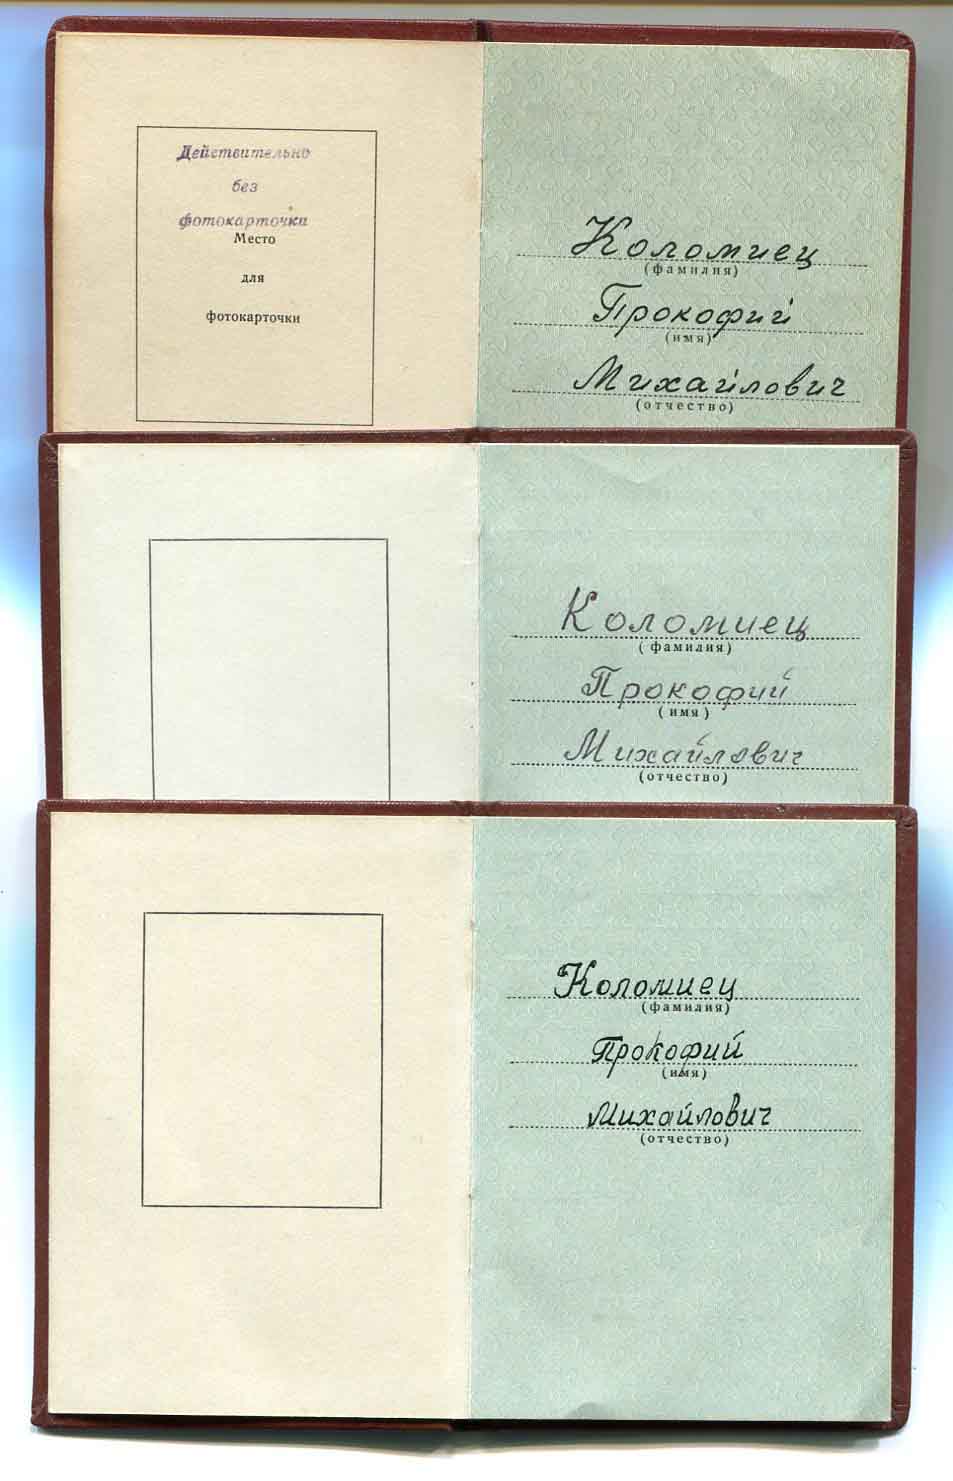 Действительно
без
фотокарточки
Место
для
фотокарточки
Коломиец
(фамилия)
Прокофий
(имя)
Михайлович
(отчество)
Коломиец
(фамилия)
Прокофий
(имя)
Михайлович
(отчество)
Коломиец
(фамилия)
Прокофий
(имя)
Михайлович
(отчество)